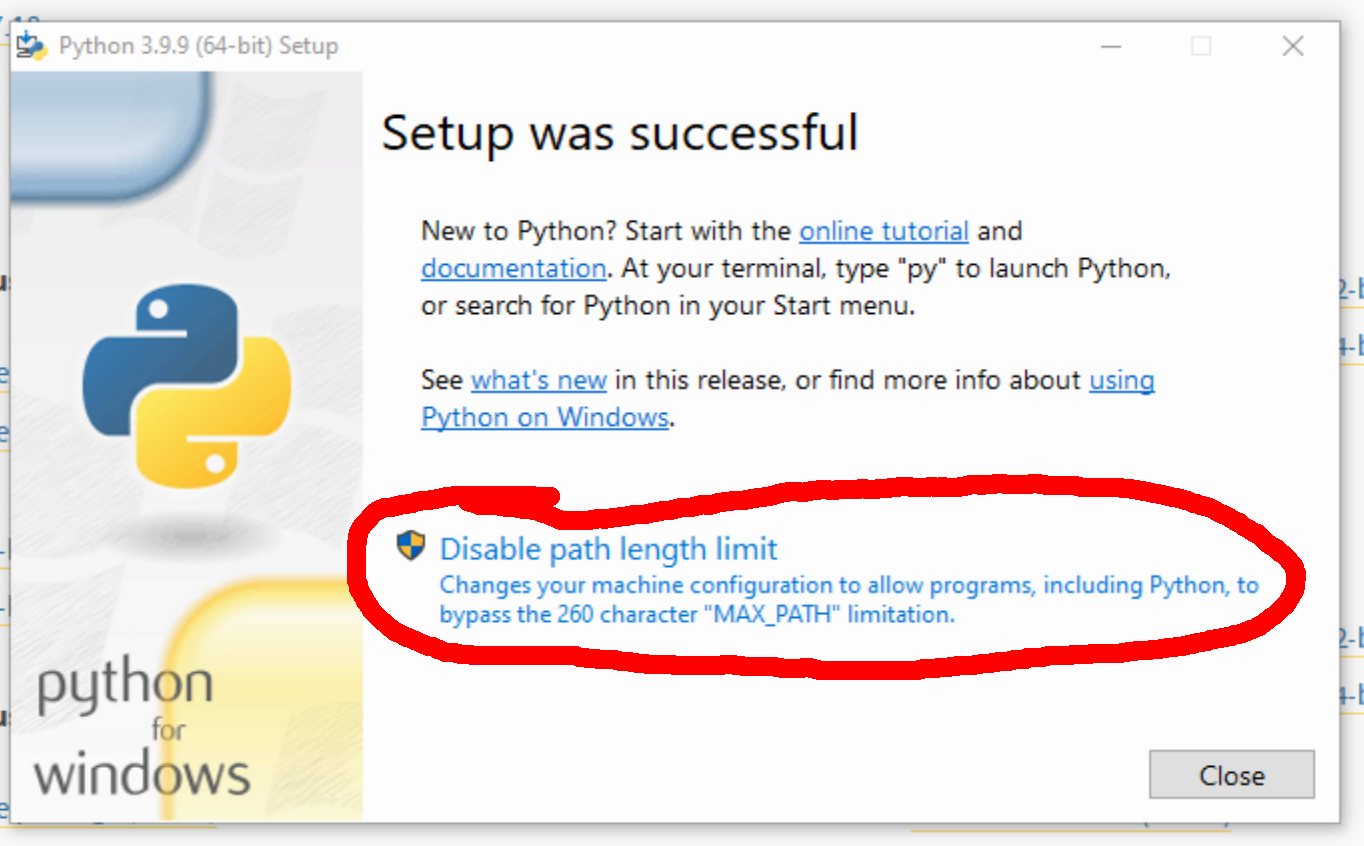 Python 3.9.9 (64-bit) Setup
Setup was successful
New to Python? Start with the online tutorial and
documentation. At your terminal, type "py" to launch Python,
or search for Python in your Start menu.
See what's new in this release, or find more info about using
Python on Windows.
Disable path length limit
Changes your machine configuration to allow programs, including Python, to
bypass the 260 character "MAX_PATH" limitation.
python
for
windows
Close